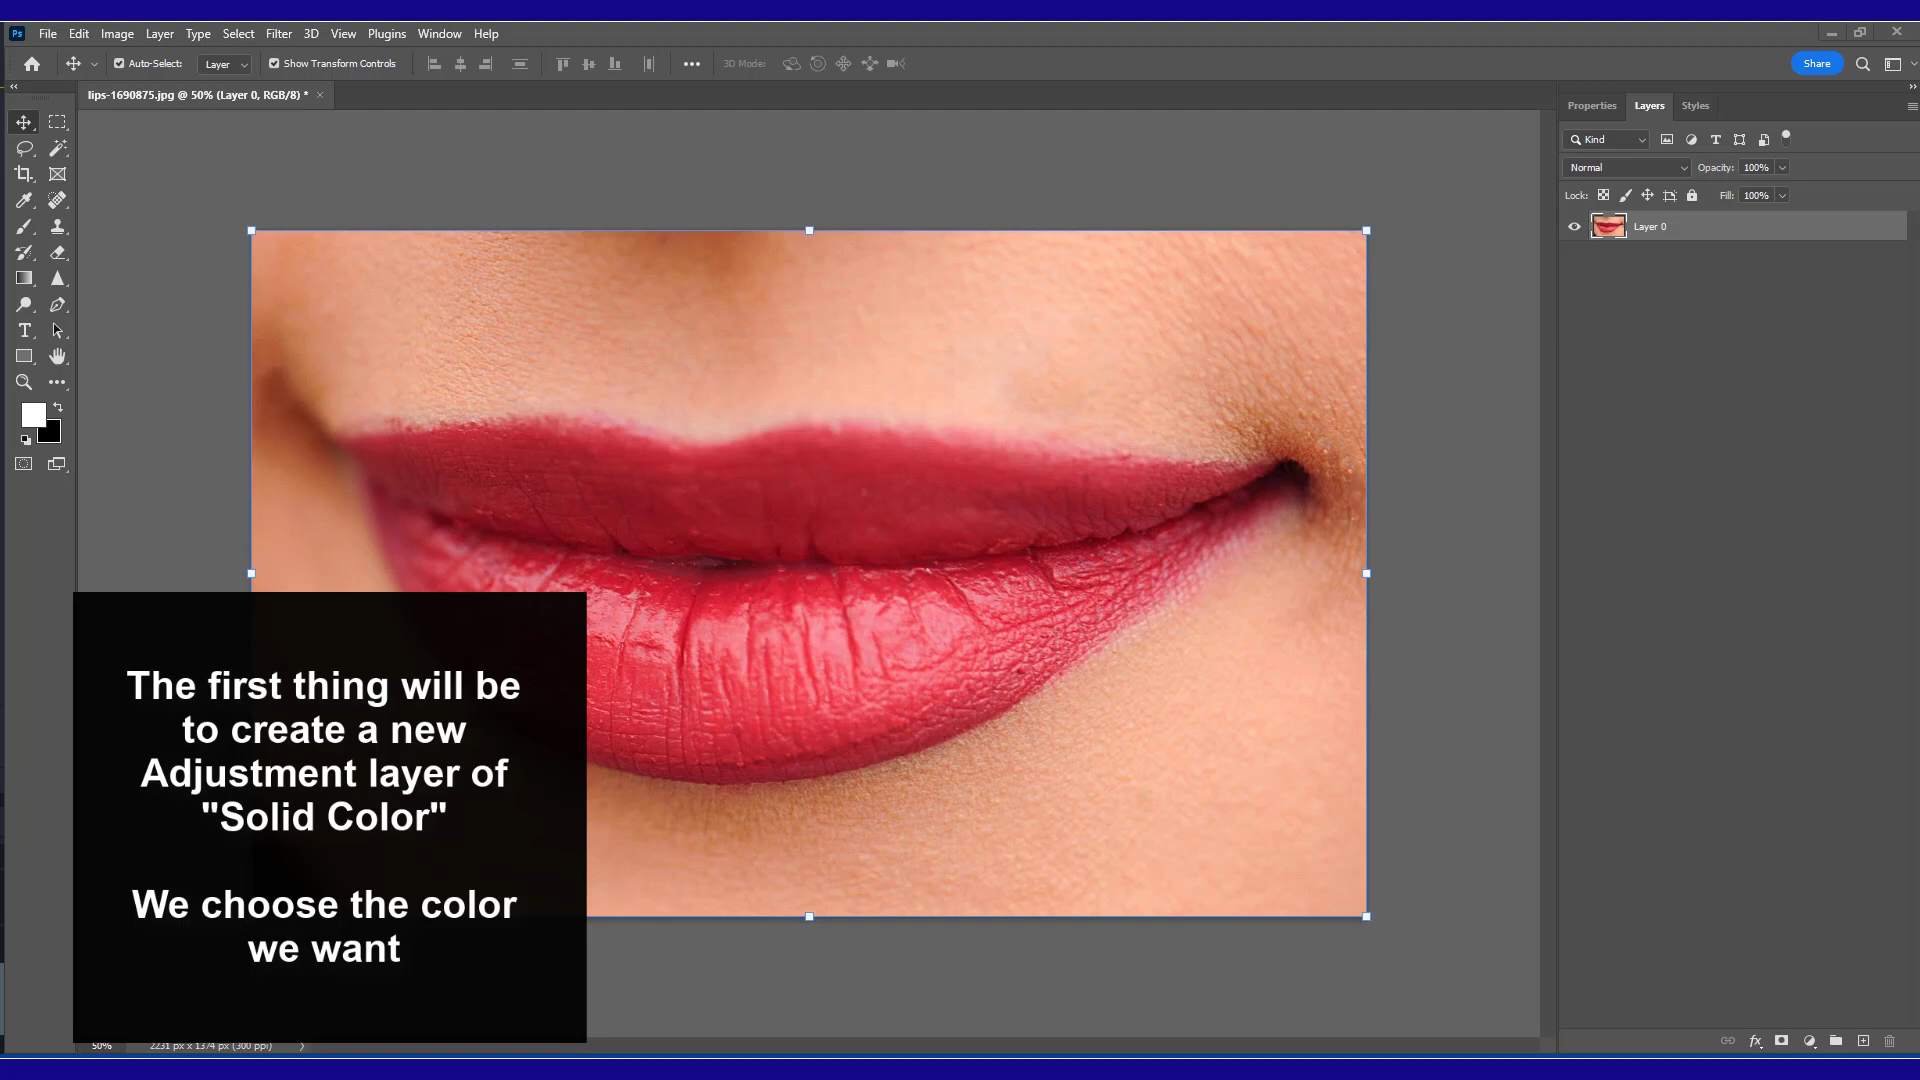 Ps File Edit Image Layer Type Select Filter 3D View Plugins Window Help
Auto-Select: Layer Show Transform Controls 3D Mode: Share
lips-1690875.jpg @ 50% (Layer 0, RGB/8) *
Properties Layers Styles
Kind
Normal Opacity: 100%
Lock: Fill: 100%
Layer 0
The first thing will be
to create a new
Adjustment layer of
"Solid Color"
We choose the color
we want
50% 2231 px x 1374 px (300 ppi)
fx